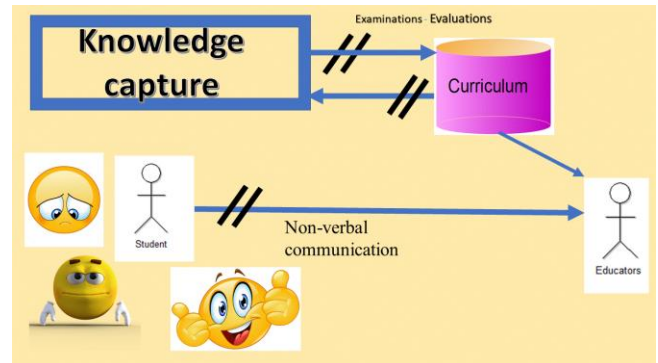 Examinations - Evaluations
Knowledge
capture
Curriculum
Student
Non-verbal
communication
Educators